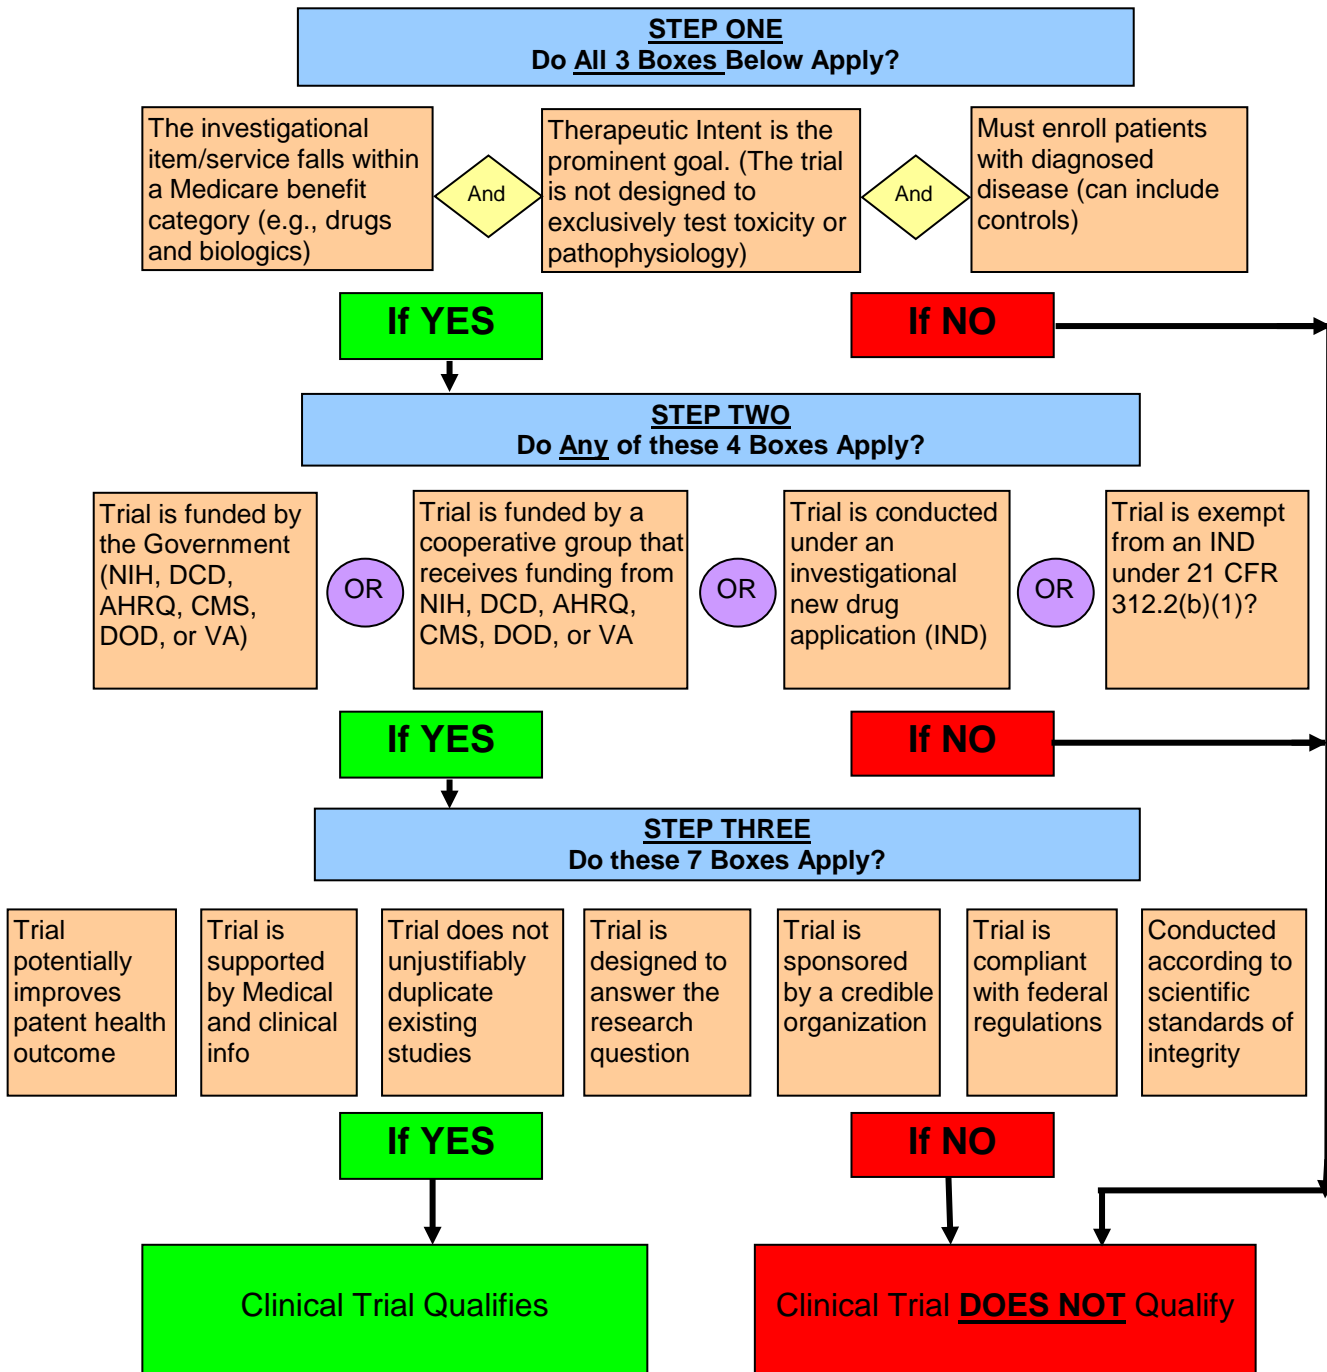 STEP ONE
Do All 3 Boxes Below Apply?
The investigational
item/service falls within
a Medicare benefit
category (e.g., drugs
and biologics)
And
Therapeutic Intent is the
prominent goal. (The trial
is not designed to
exclusively test toxicity or
pathophysiology)
And
Must enroll patients
with diagnosed
disease (can include
controls)
If YES
If NO
STEP TWO
Do Any of these 4 Boxes Apply?
Trial is funded by
the Government
(NIH, DCD,
AHRQ, CMS,
DOD, or VA)
OR
Trial is funded by a
cooperative group that
receives funding from
NIH, DCD, AHRQ,
CMS, DOD, or VA
OR
Trial is conducted
under an
investigational
new drug
application (IND)
OR
Trial is exempt
from an IND
under 21 CFR
312.2(b)(1)?
If YES
If NO
STEP THREE
Do these 7 Boxes Apply?
Trial
potentially
improves
patent health
outcome
Trial is
supported
by Medical
and clinical
info
Trial does not
unjustifiably
duplicate
existing
studies
Trial is
designed to
answer the
research
question
Trial is
sponsored
by a credible
organization
Trial is
compliant
with federal
regulations
Conducted
according to
scientific
standards of
integrity
If YES
If NO
Clinical Trial Qualifies
Clinical Trial DOES NOT Qualify